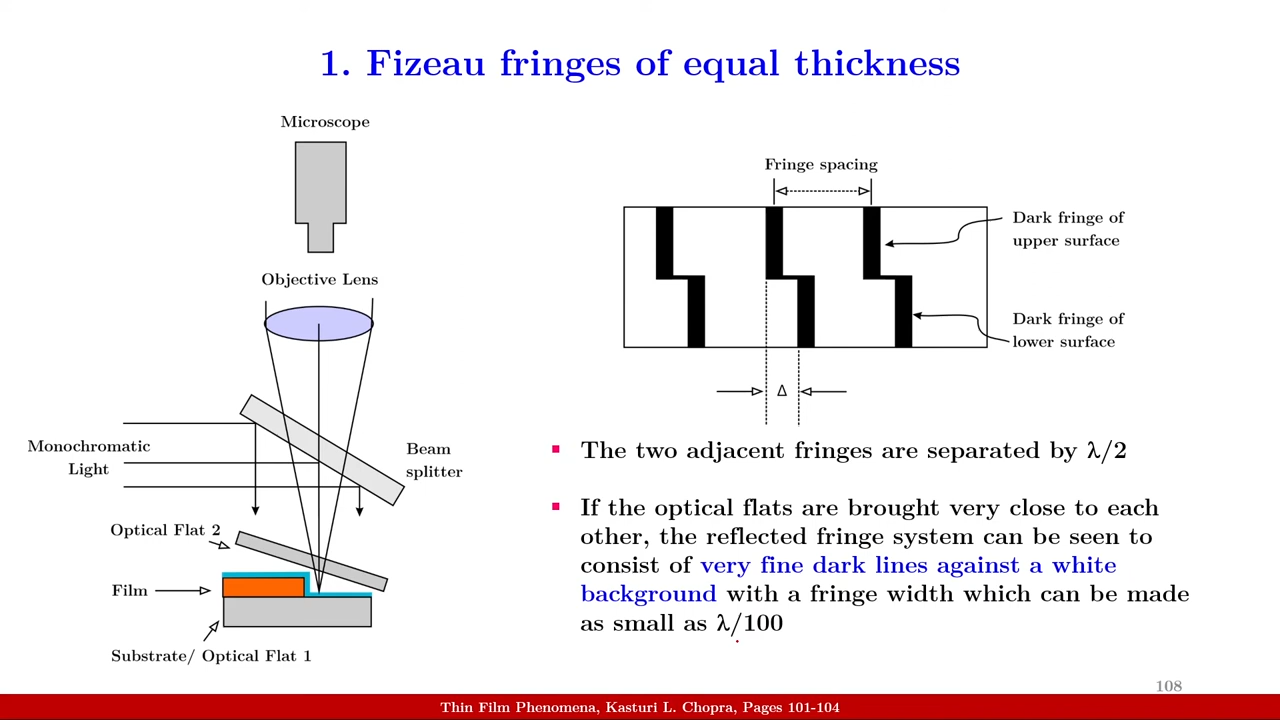 1. Fizeau fringes of equal thickness
Microscope
Objective Lens
Monochromatic
Light
Beam
splitter
Optical Flat 2
Film
Substrate/ Optical Flat 1
Fringe spacing
Dark fringe of
upper surface
Dark fringe of
lower surface
Δ
The two adjacent fringes are separated by λ/2
If the optical flats are brought very close to each
other, the reflected fringe system can be seen to
consist of very fine dark lines against a white
background with a fringe width which can be made
as small as λ/100
108
Thin Film Phenomena, Kasturi L. Chopra, Pages 101-104